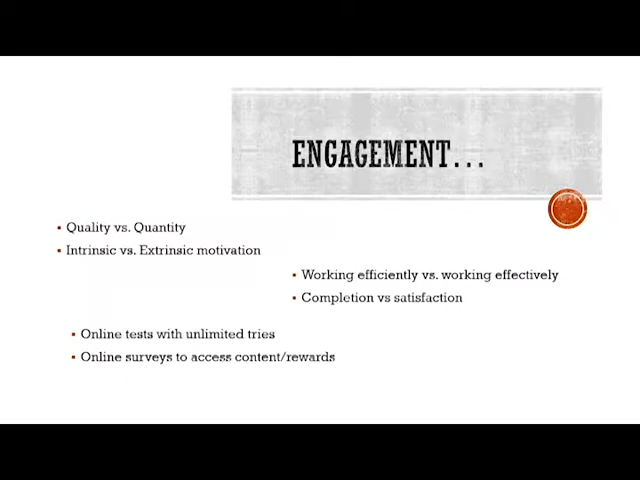 ENGAGEMENT...
▪ Quality vs. Quantity
▪ Intrinsic vs. Extrinsic motivation
▪ Working efficiently vs. working effectively
▪ Completion vs satisfaction
▪ Online tests with unlimited tries
▪ Online surveys to access content/rewards